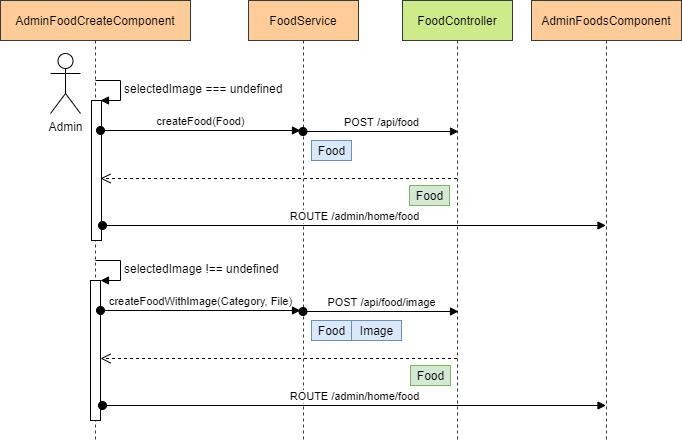 AdminFoodCreateComponent
FoodService
FoodController
AdminFoodsComponent
Admin
selectedImage === undefined
createFood(Food)
POST /api/food
Food
Food
ROUTE /admin/home/food
selectedImage !== undefined
createFoodWithImage(Category, File)
POST /api/food/image
Food Image
Food
ROUTE /admin/home/food